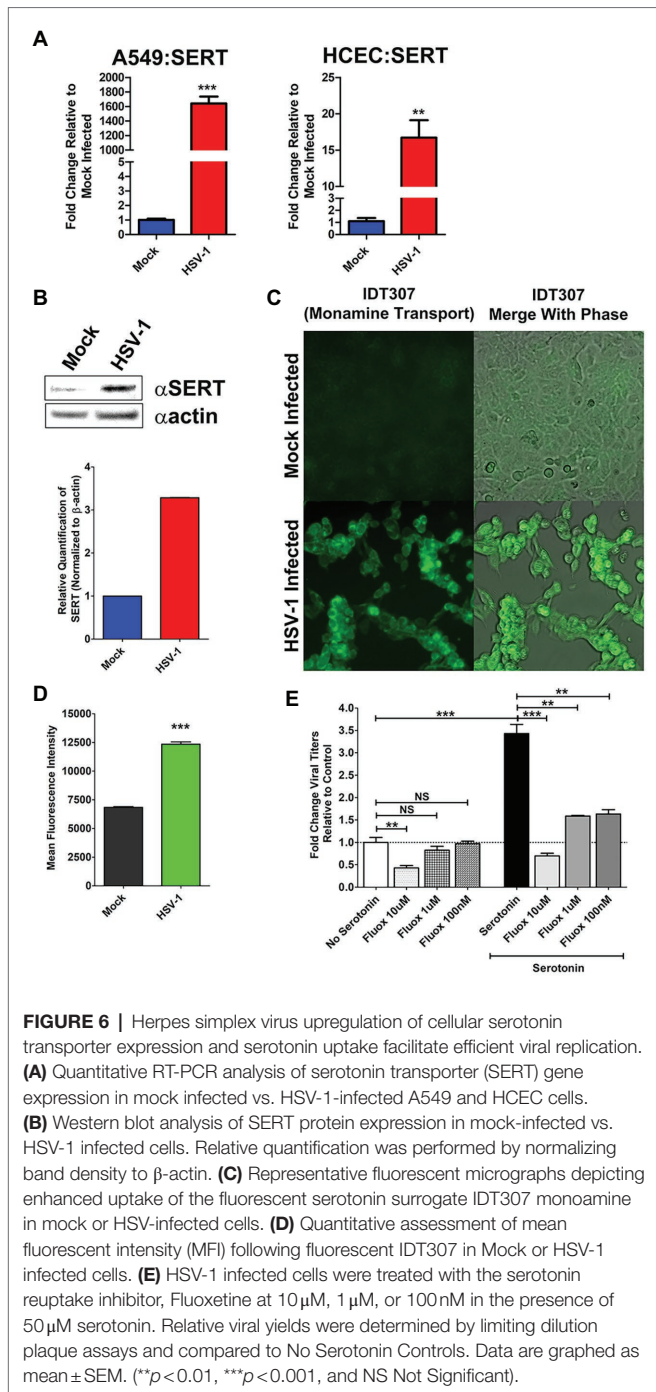 A
A549:SERT
Fold Change Relative to
Mock Infected
2000
1800
1600
1400
1200
1000
5
4
3
2
1
0
***
Mock
HSV-1
HCEC:SERT
Fold Change Relative to
Mock Infected
25
20
15
10
3
2
1
0
**
Mock
HSV-1
B
Mock
HSV-1
αSERT
αactin
Relative Quantification of
SERT (Normalized to β-actin)
4
3
2
1
0
Mock
HSV-1
C
IDT307
(Monamine Transport)
IDT307
Merge With Phase
Mock Infected
HSV-1 Infected
D
Mean Fluorescence Intensity
15000
12500
10000
7500
5000
2500
0
***
Mock
HSV-1
E
Fold Change Viral Titers
Relative to Control
4.0
3.5
3.0
2.5
2.0
1.5
1.0
0.5
0.0
**
**
***
***
NS
NS
**
No Serotonin
Fluox 10uM
Fluox 1uM
Fluox 100nM
Serotonin
Fluox 10uM
Fluox 1uM
Fluox 100nM
Serotonin
FIGURE 6 | Herpes simplex virus upregulation of cellular serotonin
transporter expression and serotonin uptake facilitate efficient viral replication.
(A) Quantitative RT-PCR analysis of serotonin transporter (SERT) gene
expression in mock infected vs. HSV-1-infected A549 and HCEC cells.
(B) Western blot analysis of SERT protein expression in mock-infected vs.
HSV-1 infected cells. Relative quantification was performed by normalizing
band density to β-actin. (C) Representative fluorescent micrographs depicting
enhanced uptake of the fluorescent serotonin surrogate IDT307 monoamine
in mock or HSV-infected cells. (D) Quantitative assessment of mean
fluorescent intensity (MFI) following fluorescent IDT307 in Mock or HSV-1
infected cells. (E) HSV-1 infected cells were treated with the serotonin
reuptake inhibitor, Fluoxetine at 10 μM, 1 μM, or 100 nM in the presence of
50 μM serotonin. Relative viral yields were determined by limiting dilution
plaque assays and compared to No Serotonin Controls. Data are graphed as
mean ± SEM. (**p < 0.01, ***p < 0.001, and NS Not Significant).